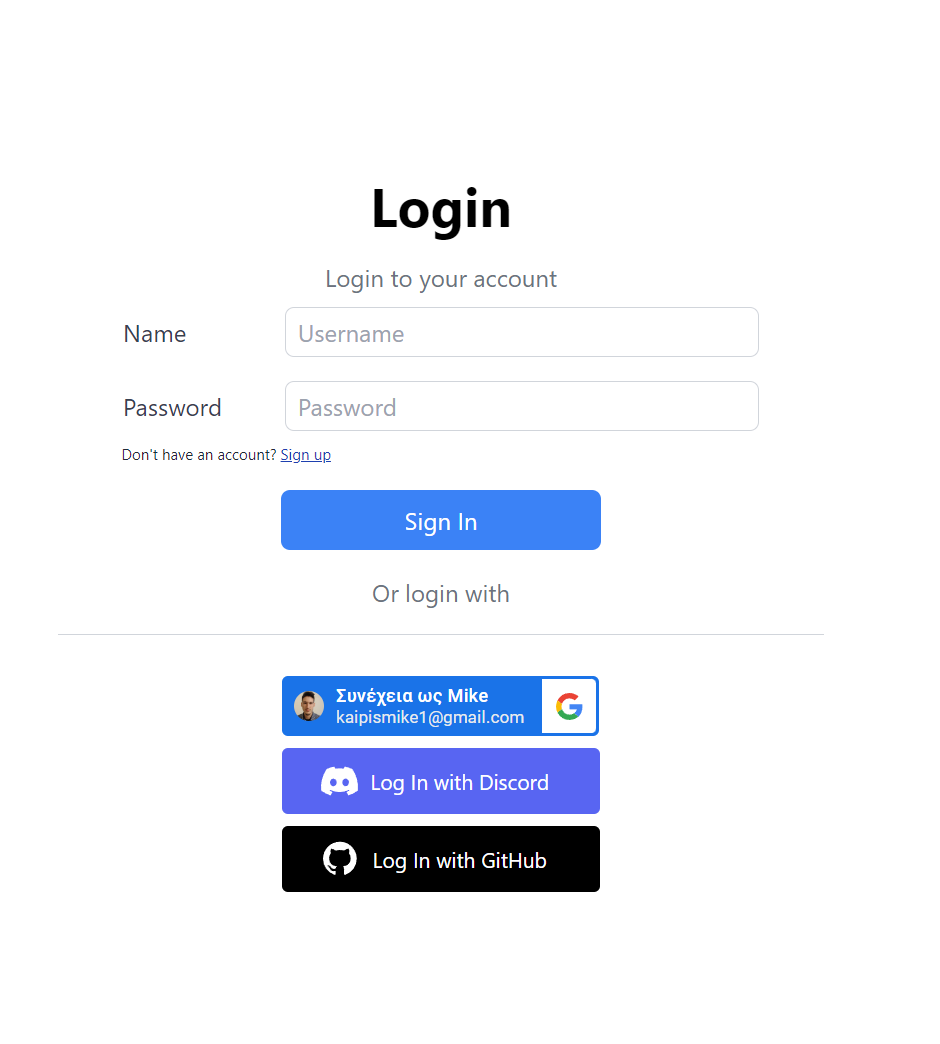 Login
Login to your account
Name
Username
Password
Password
Don't have an account? Sign up
Sign In
Or login with
Συνέχεια ως Mike
kaipismike1@gmail.com
G
Log In with Discord
Log In with GitHub